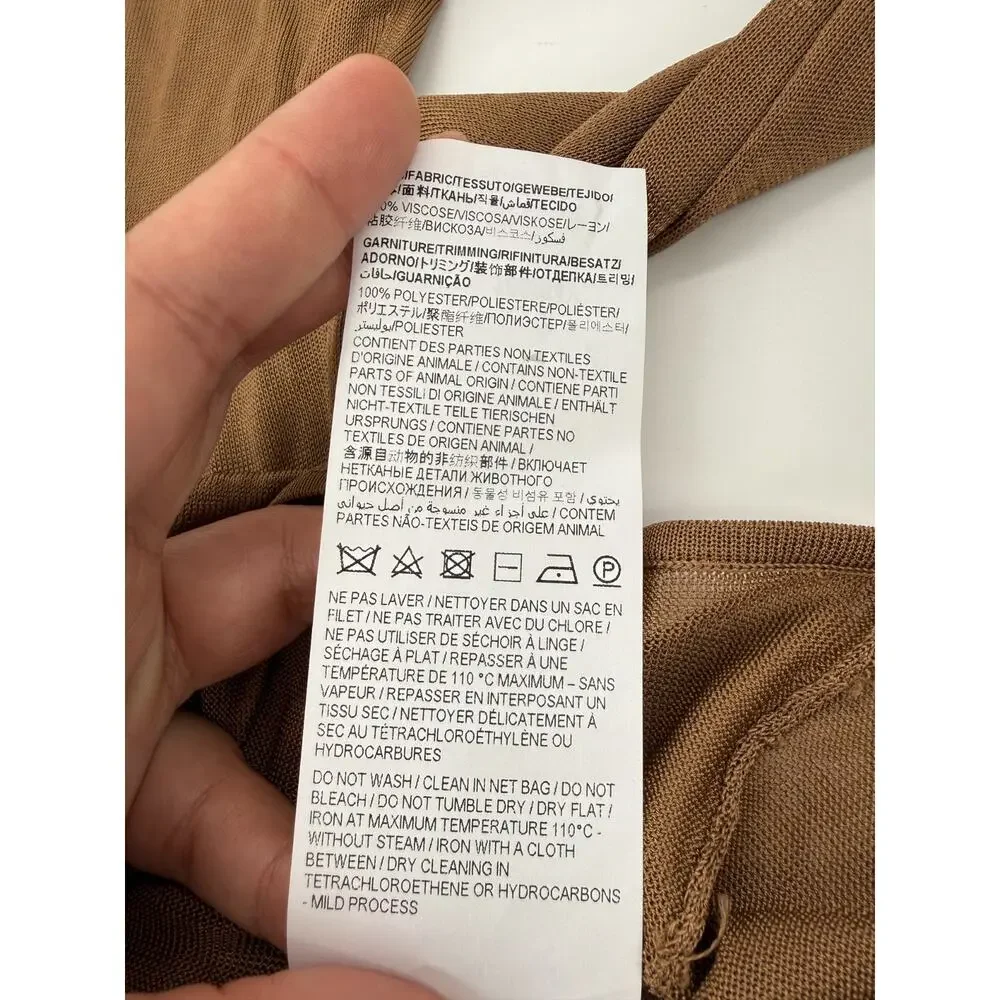 /FABRIC/TESSUTO/GEWEBE/TEJIDO/
/面料/ТКАНЬ/직물/قماش/TECIDO
0% VISCOSE/VISCOSA/VISKOSE/レーヨン/
粘胶纤维/ВИСКОЗА/비스코스/فسكوز
GARNITURE/TRIMMING/RIFINITURA/BESATZ/
ADORNO/トリミング/装饰部件/ОТДЕЛКА/트리밍/
حافات/GUARNIÇÃO
100% POLYESTER/POLIESTERE/POLIÉSTER/
ポリエステル/聚酯纤维/ПОЛИЭСТЕР/폴리에스터/
بوليستر/POLIESTER
CONTIENT DES PARTIES NON TEXTILES
D'ORIGINE ANIMALE / CONTAINS NON-TEXTILE
PARTS OF ANIMAL ORIGIN / CONTIENE PARTI
NON TESSILI DI ORIGINE ANIMALE / ENTHÄLT
NICHT-TEXTILE TEILE TIERISCHEN
URSPRUNGS / CONTIENE PARTES NO
TEXTILES DE ORIGEN ANIMAL /
含源自动物的非纺织部件 / ВКЛЮЧАЕТ
НЕТКАНЫЕ ДЕТАЛИ ЖИВОТНОГО
ПРОИСХОЖДЕНИЯ / 동물성 비섬유 포함 / يحتوي
على أجزاء غير منسوجة من أصل حيواني / CONTEM
PARTES NÃO-TEXTEIS DE ORIGEM ANIMAL
P
NE PAS LAVER / NETTOYER DANS UN SAC EN
FILET / NE PAS TRAITER AVEC DU CHLORE /
NE PAS UTILISER DE SÉCHOIR À LINGE /
SÉCHAGE À PLAT / REPASSER À UNE
TEMPÉRATURE DE 110 °C MAXIMUM – SANS
VAPEUR / REPASSER EN INTERPOSANT UN
TISSU SEC / NETTOYER DÉLICATEMENT À
SEC AU TÉTRACHLOROÉTHYLÈNE OU
HYDROCARBURES
DO NOT WASH / CLEAN IN NET BAG / DO NOT
BLEACH / DO NOT TUMBLE DRY / DRY FLAT /
IRON AT MAXIMUM TEMPERATURE 110°C -
WITHOUT STEAM / IRON WITH A CLOTH
BETWEEN / DRY CLEANING IN
TETRACHLOROETHENE OR HYDROCARBONS
- MILD PROCESS